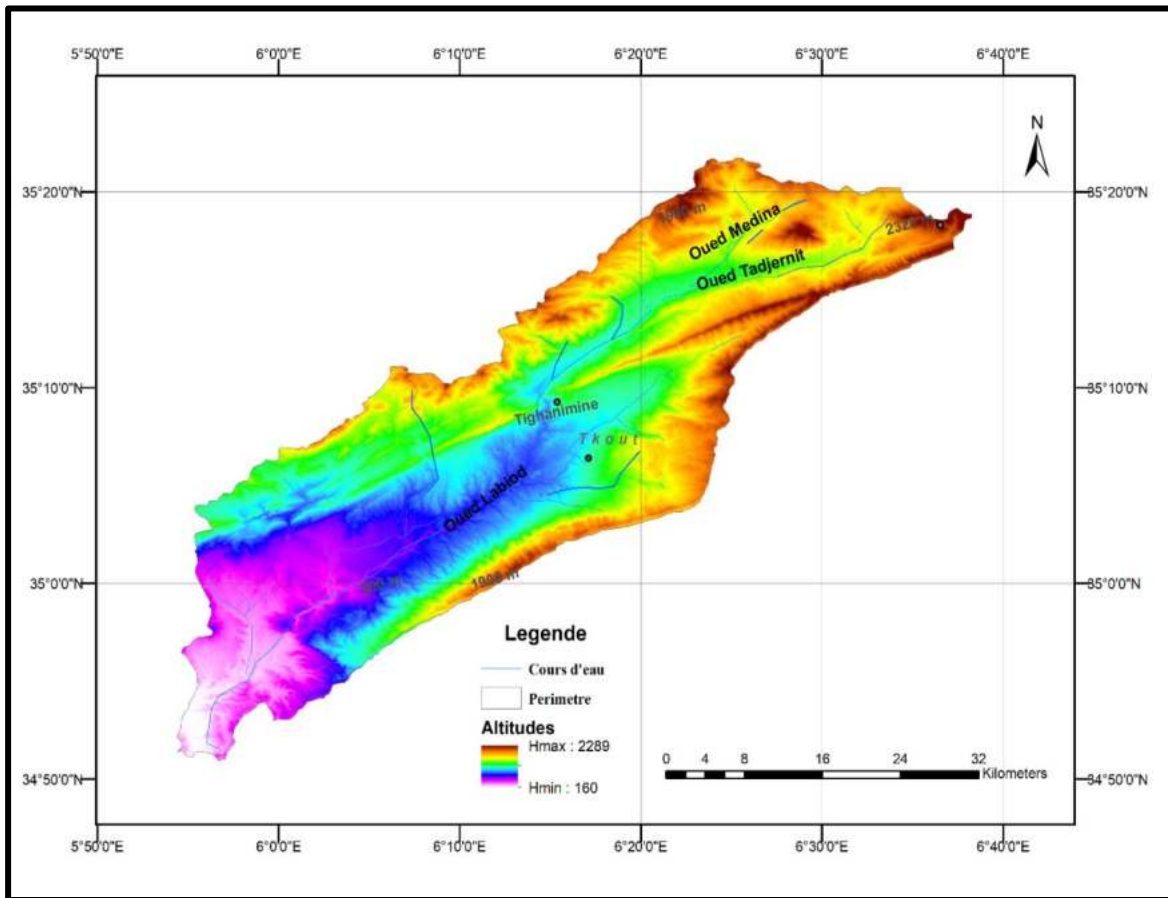 5°50'0"E 6°0'0"E 6°10'0"E 6°20'0"E 6°30'0"E 6°40'0"E
N
35°20'0"N 35°20'0"N
Oued Medina
Oued Tadjernit
35°10'0"N 35°10'0"N
Tighanimine
Tkout
Oued Labiod
35°0'0"N 35°0'0"N
1908 m
Legende
Cours d'eau
Perimetre
Altitudes
Hmax : 2289
Hmin : 160
0 4 8 16 24 32
Kilometers
34°50'0"N 34°50'0"N
5°50'0"E 6°0'0"E 6°10'0"E 6°20'0"E 6°30'0"E 6°40'0"E